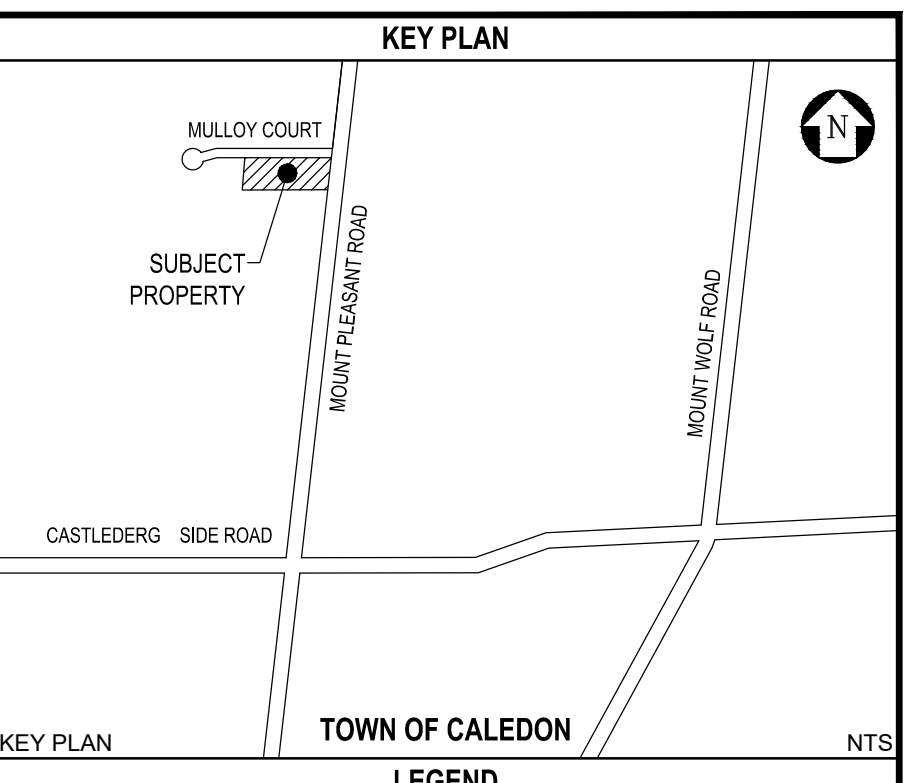 KEY PLAN
MULLOY COURT
N
SUBJECT
PROPERTY
MOUNT PLEASANT ROAD
MOUNT WOLF ROAD
CASTLEDERG SIDE ROAD
KEY PLAN
TOWN OF CALEDON
NTS
LEGEND